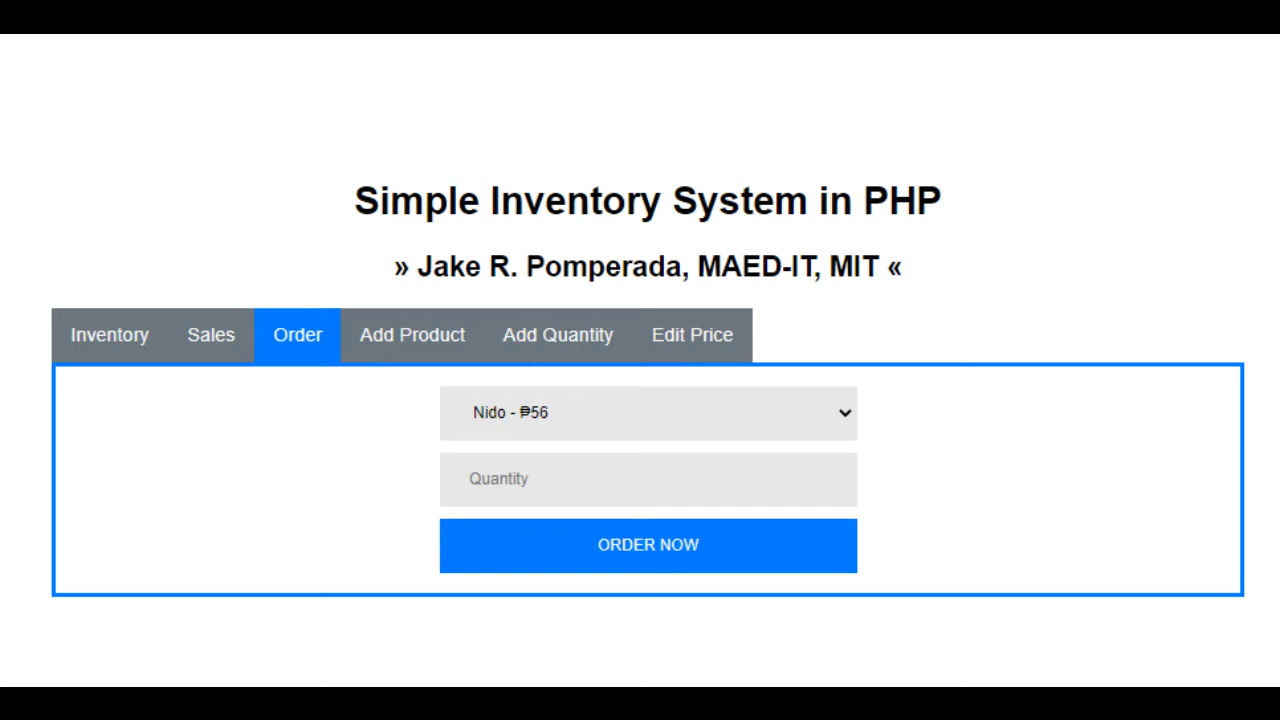 Simple Inventory System in PHP
» Jake R. Pomperada, MAED-IT, MIT «
Inventory Sales Order Add Product Add Quantity Edit Price
Nido - ₱56
Quantity
ORDER NOW